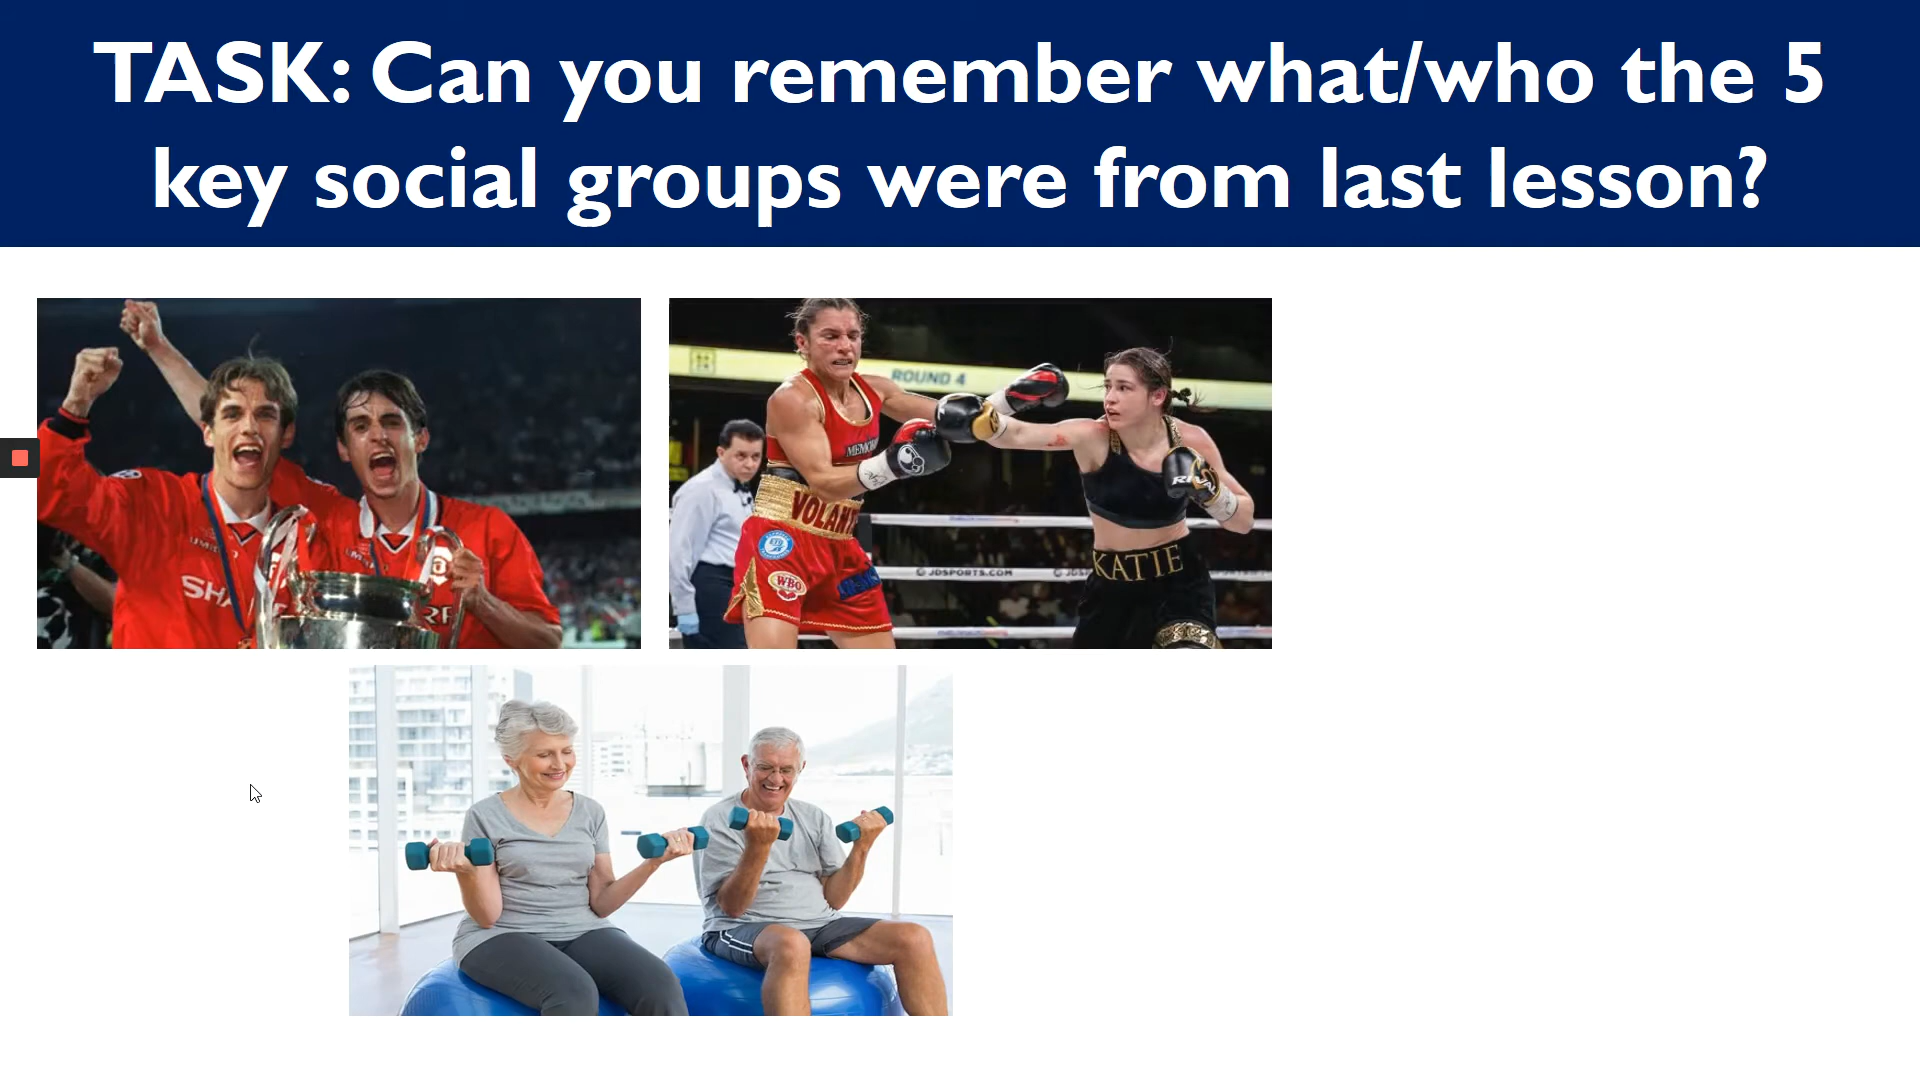 TASK: Can you remember what/who the 5
key social groups were from last lesson?
ROUND 4
VOLANT
WBO
JDSPORTS.COM
KATIE